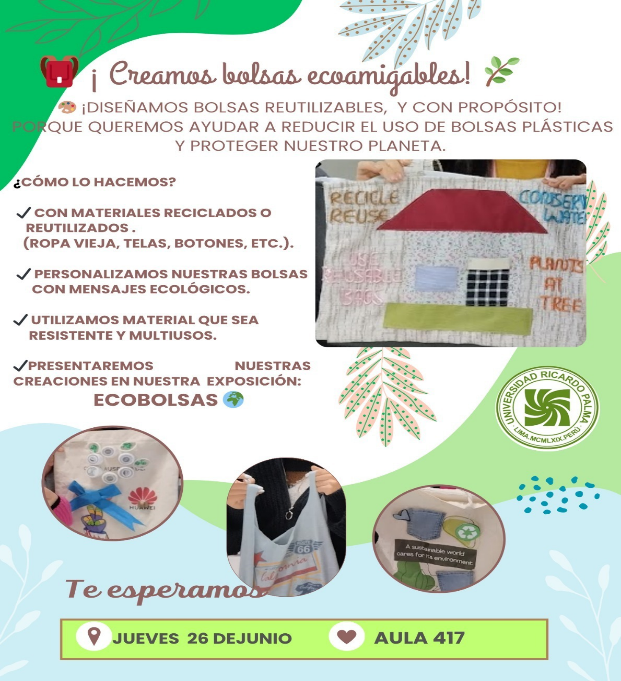 ¡ Creamos bolsas ecoamigables!
¡DISEÑAMOS BOLSAS REUTILIZABLES, Y CON PROPÓSITO!
PORQUE QUEREMOS AYUDAR A REDUCIR EL USO DE BOLSAS PLÁSTICAS
Y PROTEGER NUESTRO PLANETA.
¿CÓMO LO HACEMOS?
CON MATERIALES RECICLADOS O
REUTILIZADOS .
(ROPA VIEJA, TELAS, BOTONES, ETC.).
PERSONALIZAMOS NUESTRAS BOLSAS
CON MENSAJES ECOLÓGICOS.
UTILIZAMOS MATERIAL QUE SEA
RESISTENTE Y MULTIUSOS.
PRESENTAREMOS NUESTRAS
CREACIONES EN NUESTRA EXPOSICIÓN:
ECOBOLSAS
RECICLE
REUSE
CONSERV
WATER
USE
REUSABLE
BAGS
PLANTS
AT
TREE
UNIVERSIDAD RICARDO PALMA
LIMA.MCMLXIX.PERÚ
HUAWEI
66
A sustainable world
cares for its environment
Te esperamos
JUEVES 26 DEJUNIO
AULA 417